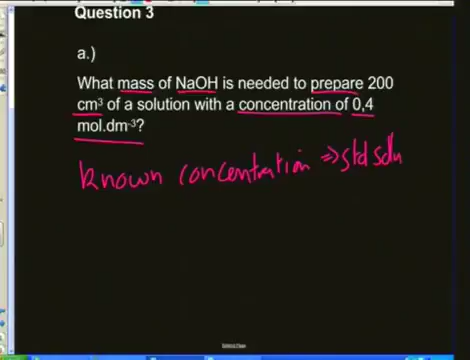 Question 3
a.)
What mass of NaOH is needed to prepare 200
cm³ of a solution with a concentration of 0,4
mol.dm⁻³?
known concentration ⇒ std soln